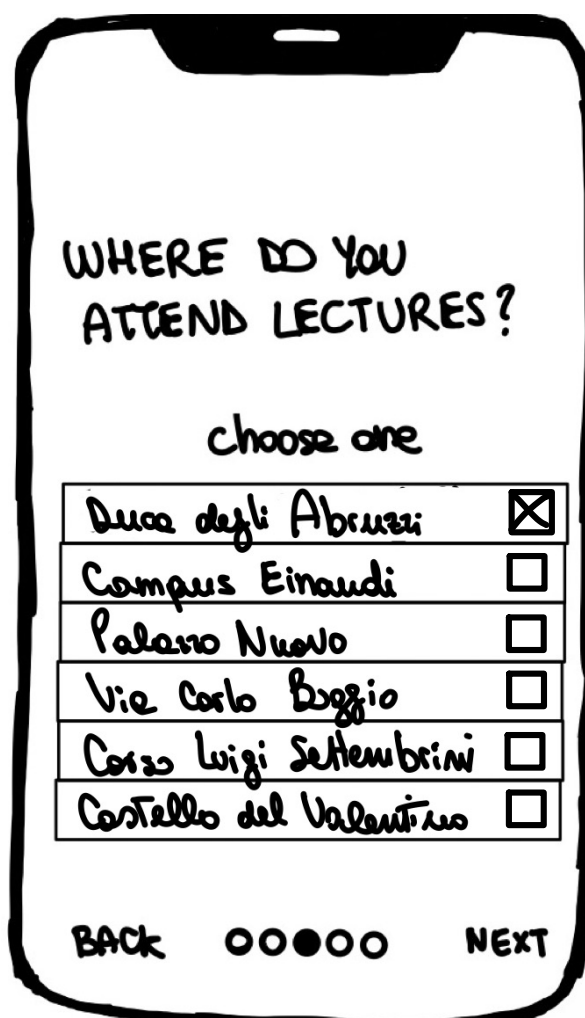 WHERE DO YOU
ATTEND LECTURES?
choose one
Duca degli Abruzzi
Campus Einaudi
Palazzo Nuovo
Via Carlo Boggio
Corso Luigi Settembrini
Castello del Valentino
BACK
NEXT